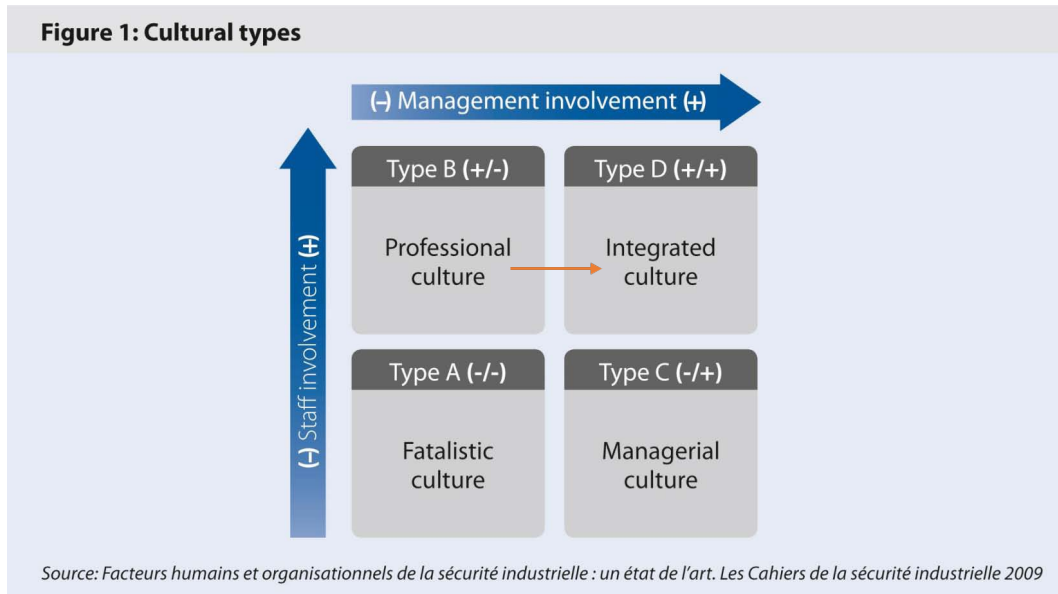 Figure 1: Cultural types
(-) Management involvement (+)
(-) Staff involvement (+)
Type B (+/-)
Professional
culture
Type D (+/+)
Integrated
culture
Type A (-/-)
Fatalistic
culture
Type C (-/+)
Managerial
culture
Source: Facteurs humains et organisationnels de la sécurité industrielle : un état de l'art. Les Cahiers de la sécurité industrielle 2009